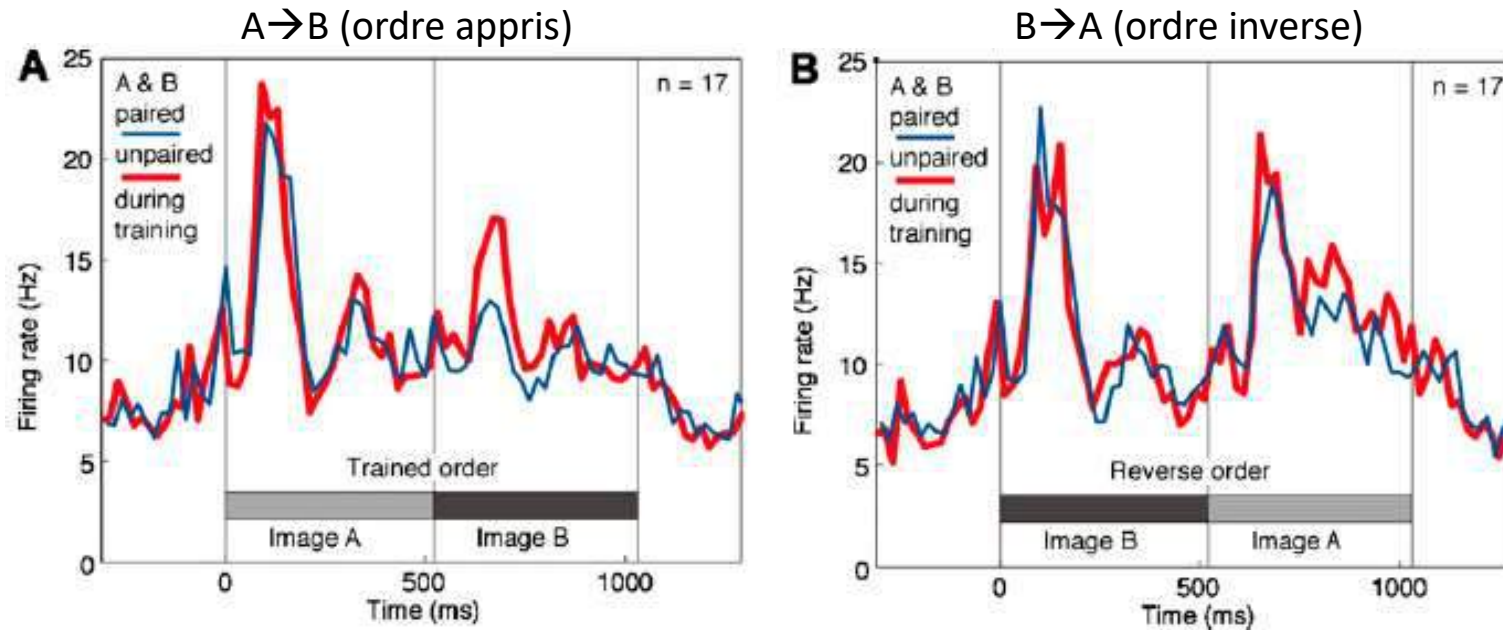 A→B (ordre appris)
A
25
20
15
10
5
0
Firing rate (Hz)
A & B
paired
unpaired
during
training
n = 17
Trained order
Image A
Image B
0
500
1000
Time (ms)
B→A (ordre inverse)
B
25
20
15
10
5
0
Firing rate (Hz)
A & B
paired
unpaired
during
training
n = 17
Reverse order
Image B
Image A
0
500
1000
Time (ms)